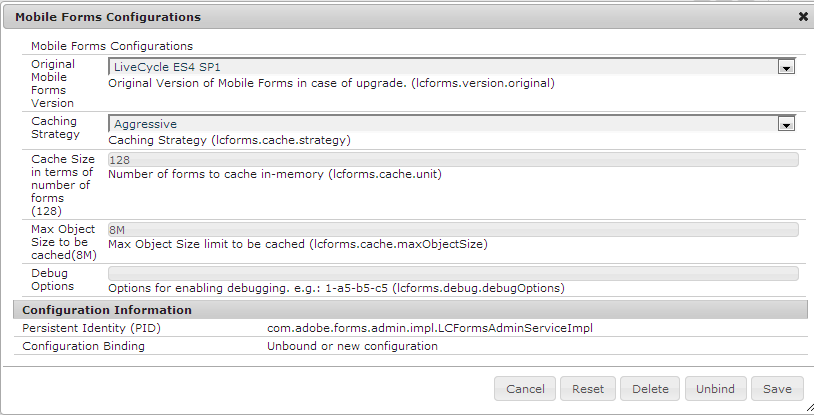 Mobile Forms Configurations
Mobile Forms Configurations
Original
Mobile
Forms
Version
LiveCycle ES4 SP1
Original Version of Mobile Forms in case of upgrade. (lcforms.version.original)
Caching
Strategy
Aggressive
Caching Strategy (lcforms.cache.strategy)
Cache Size
in terms of
number of
forms
(128)
128
Number of forms to cache in-memory (lcforms.cache.unit)
Max Object
Size to be
cached(8M)
8M
Max Object Size limit to be cached (lcforms.cache.maxObjectSize)
Debug
Options
Options for enabling debugging. e.g.: 1-a5-b5-c5 (lcforms.debug.debugOptions)
Configuration Information
Persistent Identity (PID) com.adobe.forms.admin.impl.LCFormsAdminServiceImpl
Configuration Binding Unbound or new configuration
Cancel Reset Delete Unbind Save